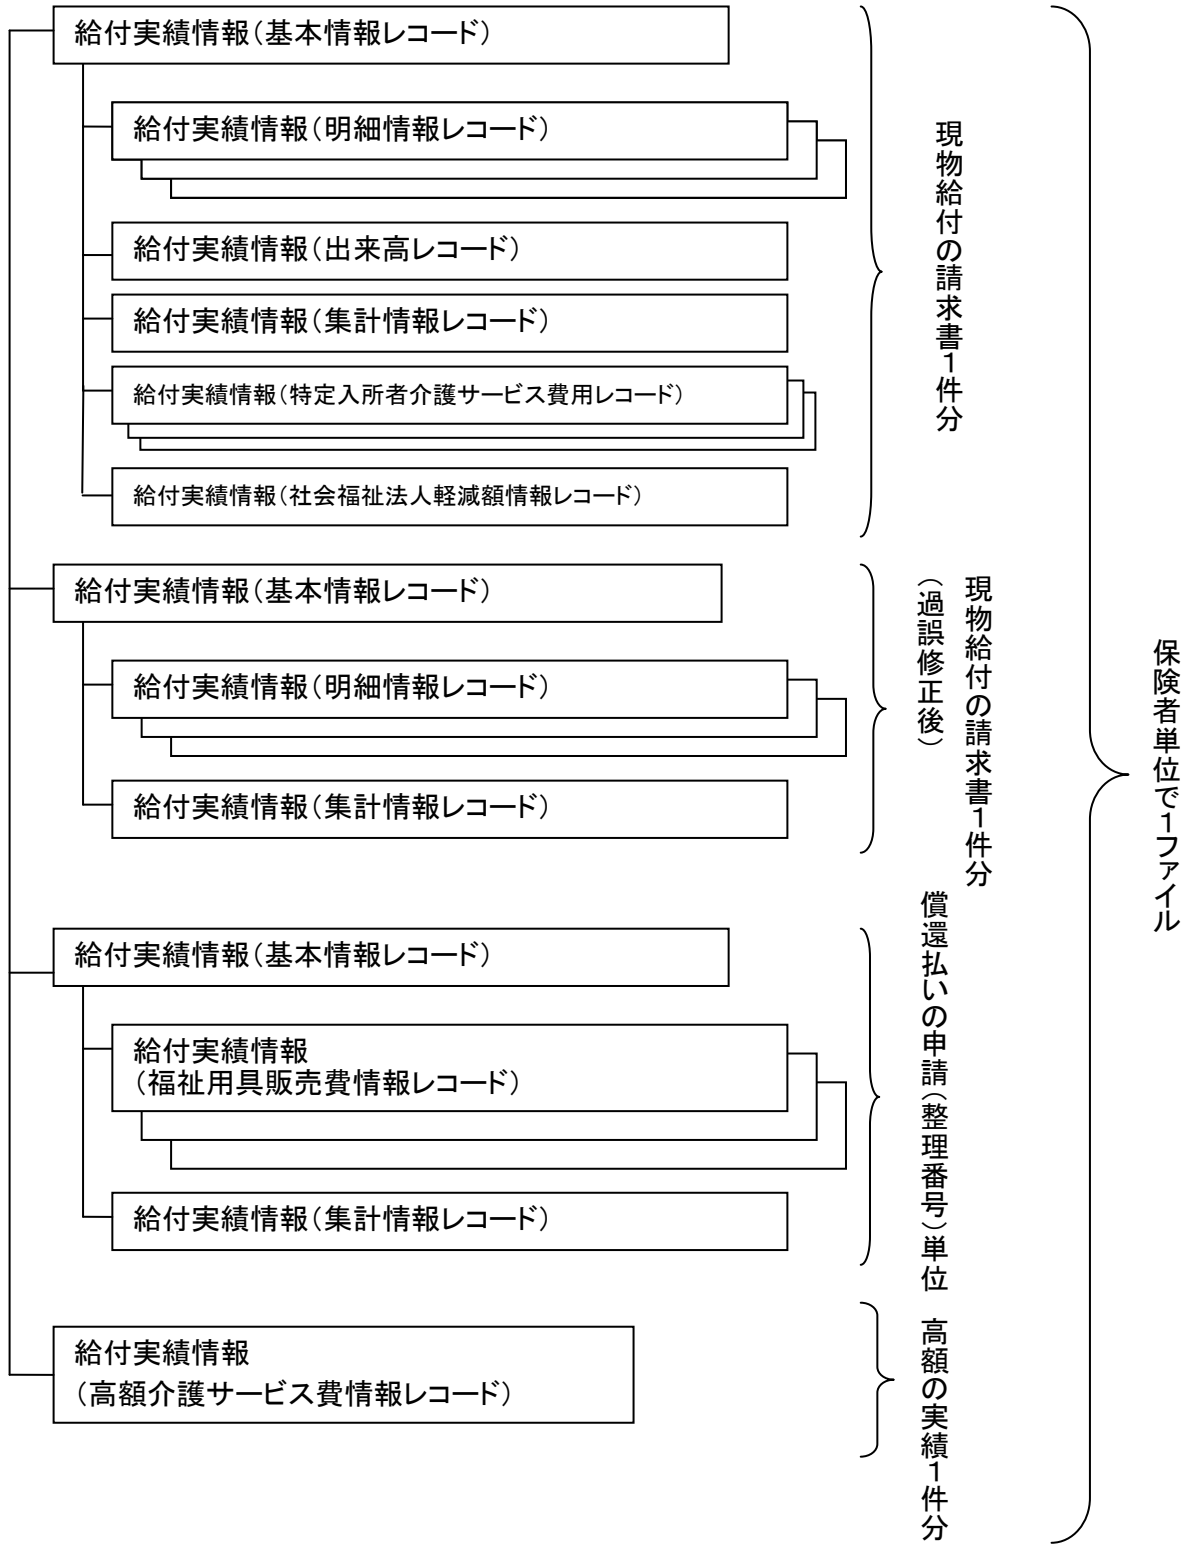 給付実績情報（基本情報レコード）
給付実績情報（明細情報レコード）
給付実績情報（出来高レコード）
給付実績情報（集計情報レコード）
給付実績情報（特定入所者介護サービス費用レコード）
給付実績情報（社会福祉法人軽減額情報レコード）
現物給付の請求書１件分
給付実績情報（基本情報レコード）
給付実績情報（明細情報レコード）
給付実績情報（集計情報レコード）
現物給付の請求書１件分
（過誤修正後）
給付実績情報（基本情報レコード）
給付実績情報
（福祉用具販売費情報レコード）
給付実績情報（集計情報レコード）
償還払いの申請（整理番号）単位
給付実績情報
（高額介護サービス費情報レコード）
高額の実績１件分
保険者単位で１ファイル